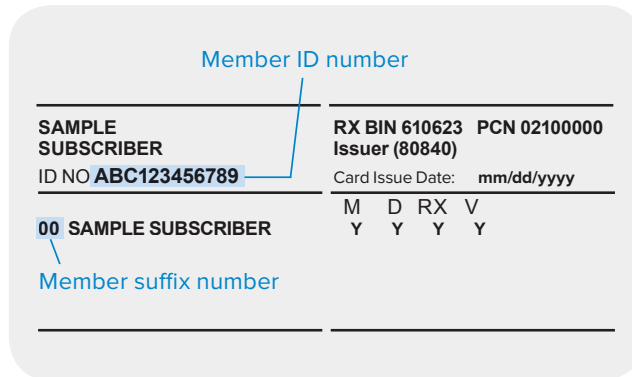 Member ID number
SAMPLE
SUBSCRIBER
ID NO ABC123456789
RX BIN 610623 PCN 02100000
Issuer (80840)
Card Issue Date: mm/dd/yyyy
00 SAMPLE SUBSCRIBER
M D RX V
Y Y Y Y
Member suffix number